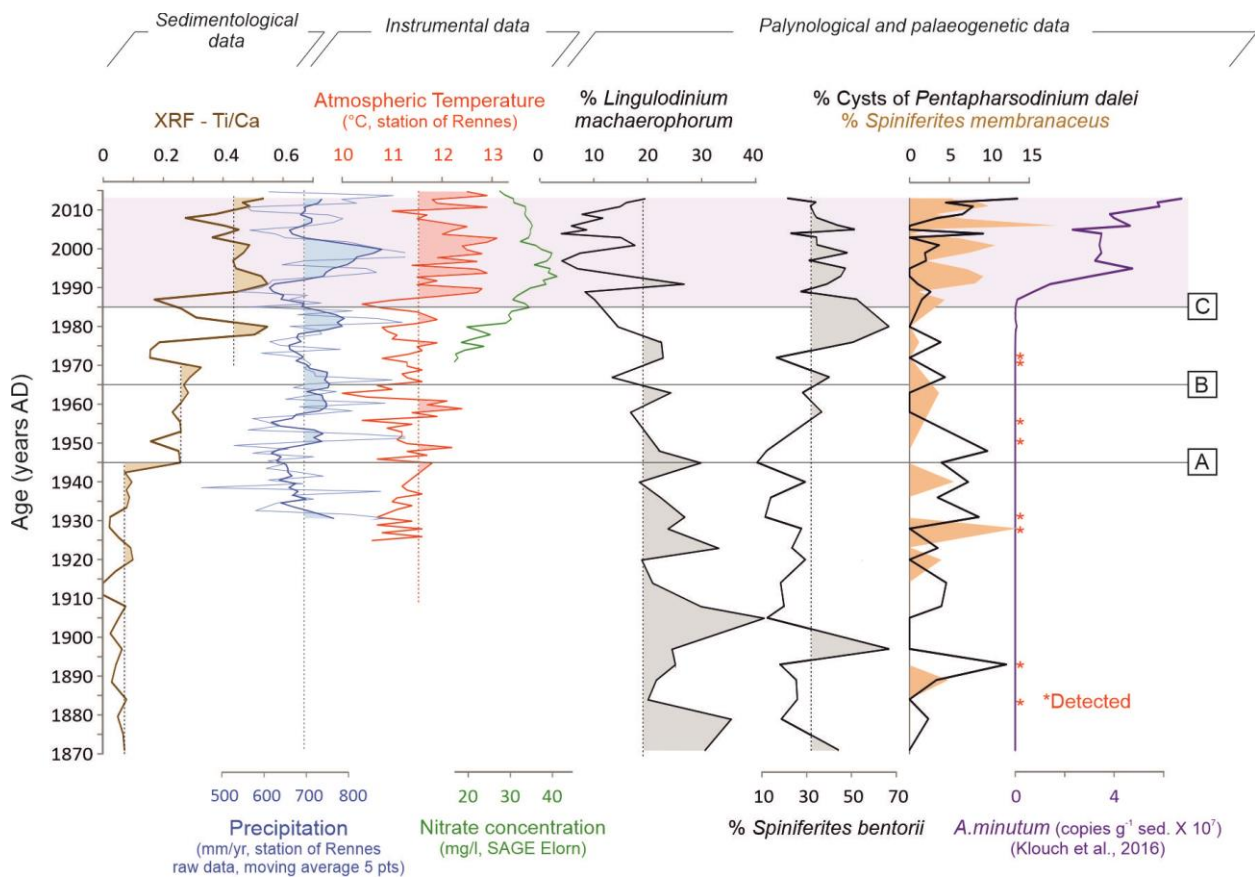 Sedimentological
data
Instrumental data
Palynological and palaeogenetic data
XRF - Ti/Ca
Atmospheric Temperature
(°C, station of Rennes)
% Lingulodinium
machaerophorum
% Cysts of Pentapharsodinium dalei
% Spiniferites membranaceus
0 0.2 0.4 0.6
10 11 12 13
0 10 20 30 40
0 5 10 15
Age (years AD)
2010
2000
1990
1980
1970
1960
1950
1940
1930
1920
1910
1900
1890
1880
1870
C
B
A
*
*
*
*
*
*
*
*
*Detected
500 600 700 800
Precipitation
(mm/yr, station of Rennes
raw data, moving average 5 pts)
20 30 40
Nitrate concentration
(mg/l, SAGE Elorn)
10 30 50 70
% Spiniferites bentorii
0 4
A.minutum (copies g⁻¹ sed. X 10⁷)
(Klouch et al., 2016)